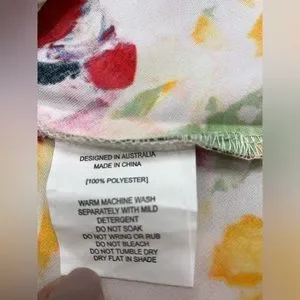 DESIGNED IN AUSTRALIA
MADE IN CHINA
[100% POLYESTER]
WARM MACHINE WASH
SEPARATELY WITH MILD
DETERGENT
DO NOT SOAK
DO NOT WRING OR RUB
DO NOT BLEACH
DO NOT TUMBLE DRY
DRY FLAT IN SHADE